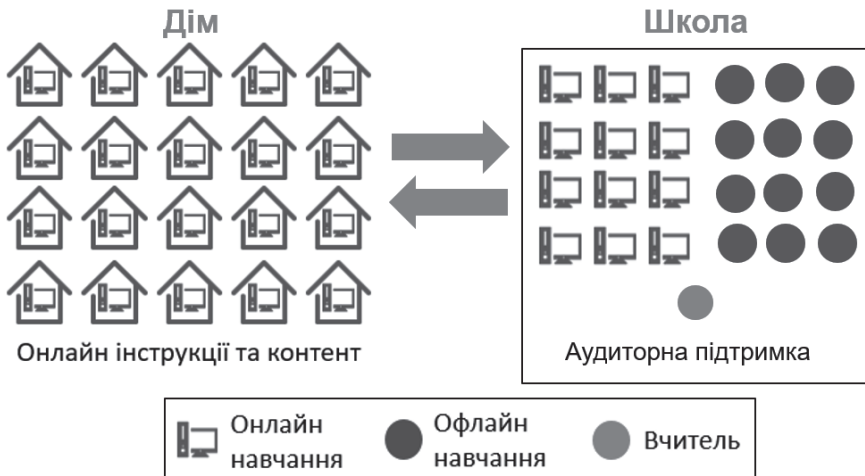 Дім
Школа
Онлайн інструкції та контент
Аудиторна підтримка
Онлайн
навчання
Офлайн
навчання
Вчитель